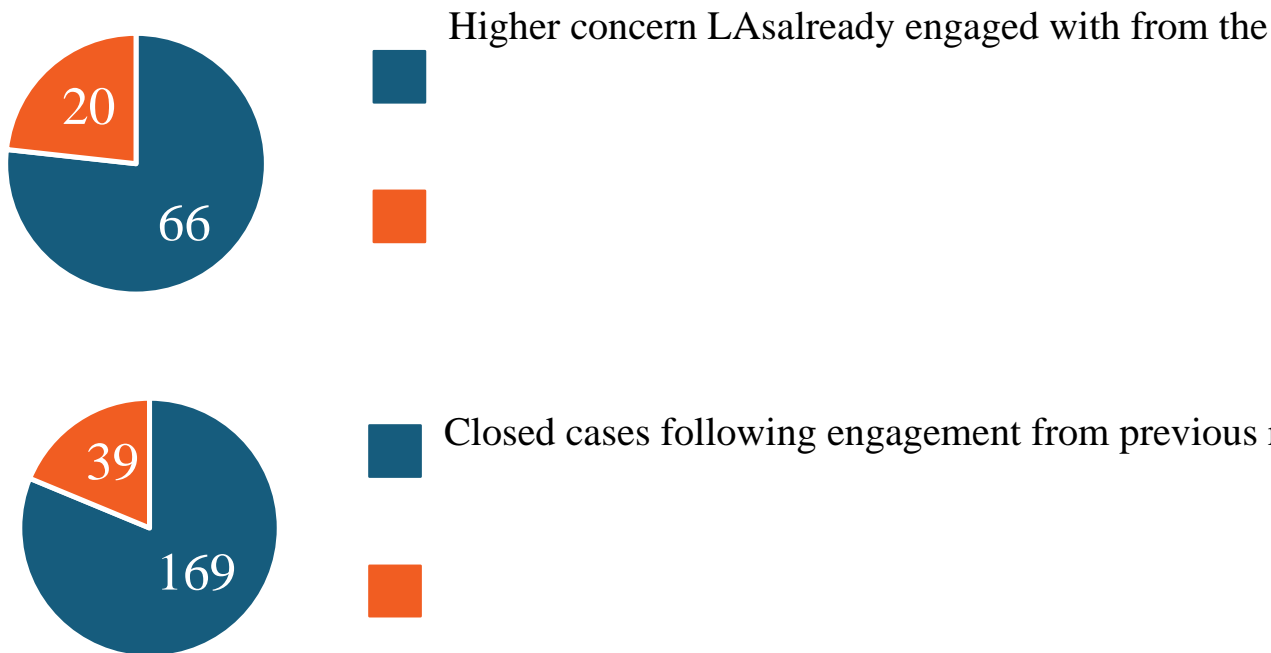 Higher concern LAsalready engaged with from the
20
66
Closed cases following engagement from previous
39
169